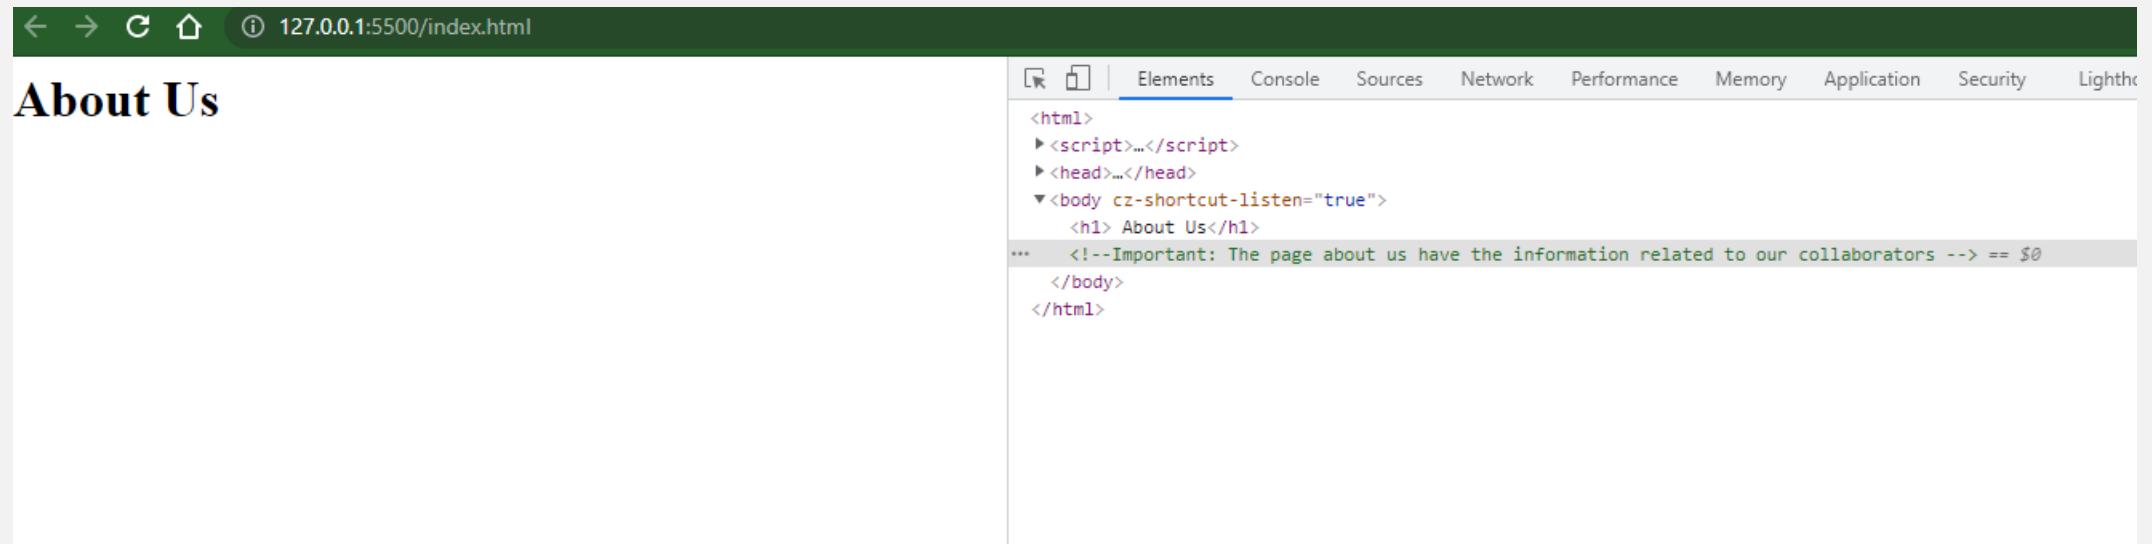 127.0.0.1:5500/index.html
About Us
Elements Console Sources Network Performance Memory Application Security Lighthc
<html>
<script>…</script>
<head>…</head>
<body cz-shortcut-listen="true">
<h1> About Us</h1>
… <!--Important: The page about us have the information related to our collaborators --> == $0
</body>
</html>